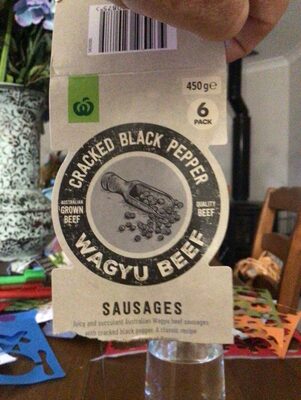 450g e
6
PACK
CRACKED BLACK PEPPER
AUSTRALIAN
GROWN
BEEF
QUALITY
BEEF
WAGYU BEEF
SAUSAGES
Juicy and succulent Australian Wagyu beef sausages
with cracked black pepper. A classic recipe